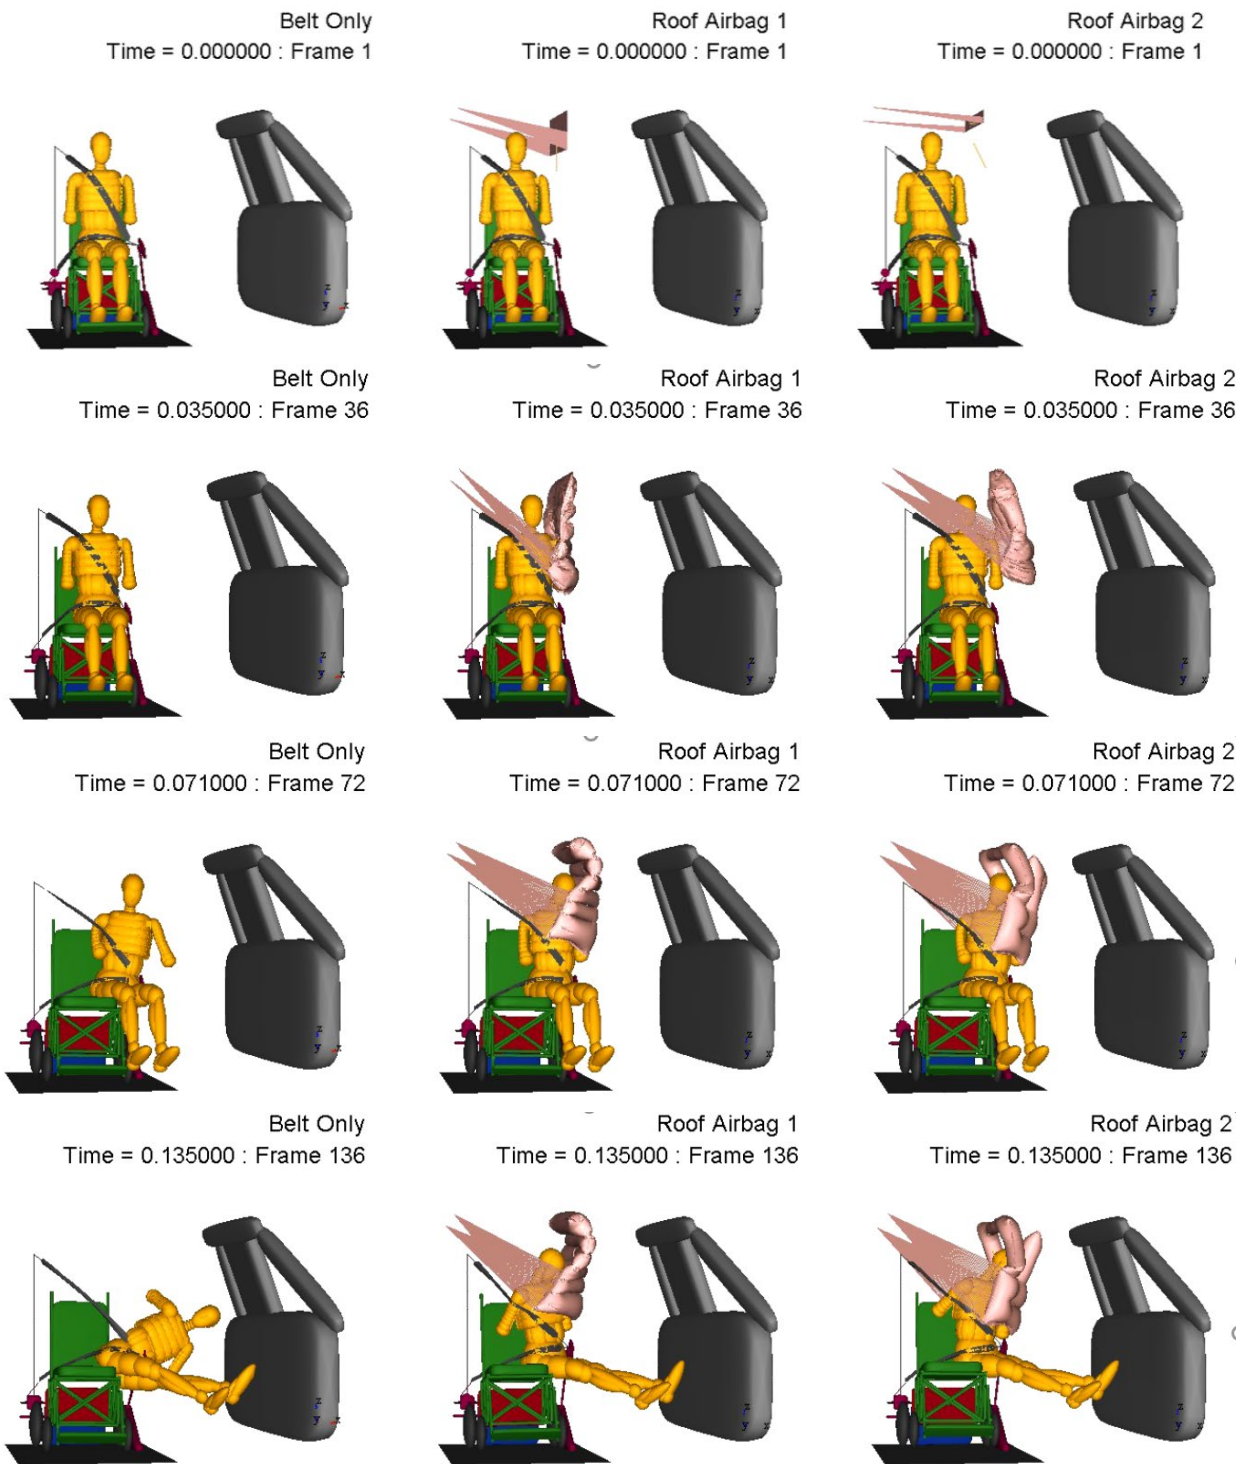 Belt Only
Time = 0.000000 : Frame 1
Roof Airbag 1
Time = 0.000000 : Frame 1
Roof Airbag 2
Time = 0.000000 : Frame 1
z
y x
z
y x
z
y x
Belt Only
Time = 0.035000 : Frame 36
Roof Airbag 1
Time = 0.035000 : Frame 36
Roof Airbag 2
Time = 0.035000 : Frame 36
z
y x
z
y x
z
y x
Belt Only
Time = 0.071000 : Frame 72
Roof Airbag 1
Time = 0.071000 : Frame 72
Roof Airbag 2
Time = 0.071000 : Frame 72
z
y x
z
y x
z
y x
Belt Only
Time = 0.135000 : Frame 136
Roof Airbag 1
Time = 0.135000 : Frame 136
Roof Airbag 2
Time = 0.135000 : Frame 136
z
y x
z
y x
z
y x